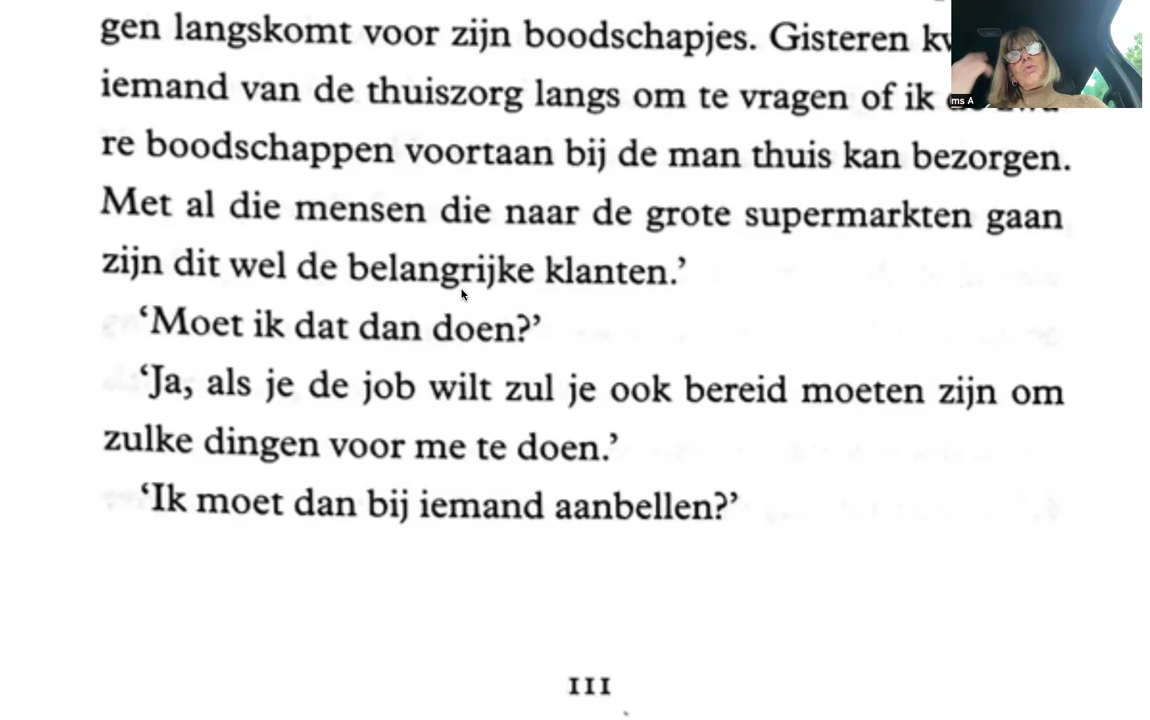 gen langskomt voor zijn boodschapjes. Gisteren
iemand van de thuiszorg langs om te vragen of ik
re boodschappen voortaan bij de man thuis kan bezorgen.
Met al die mensen die naar de grote supermarkten gaan
zijn dit wel de belangrijke klanten.’
‘Moet ik dat dan doen?’
‘Ja, als je de job wilt zul je ook bereid moeten zijn om
zulke dingen voor me te doen.’
‘Ik moet dan bij iemand aanbellen?’
111
ms A